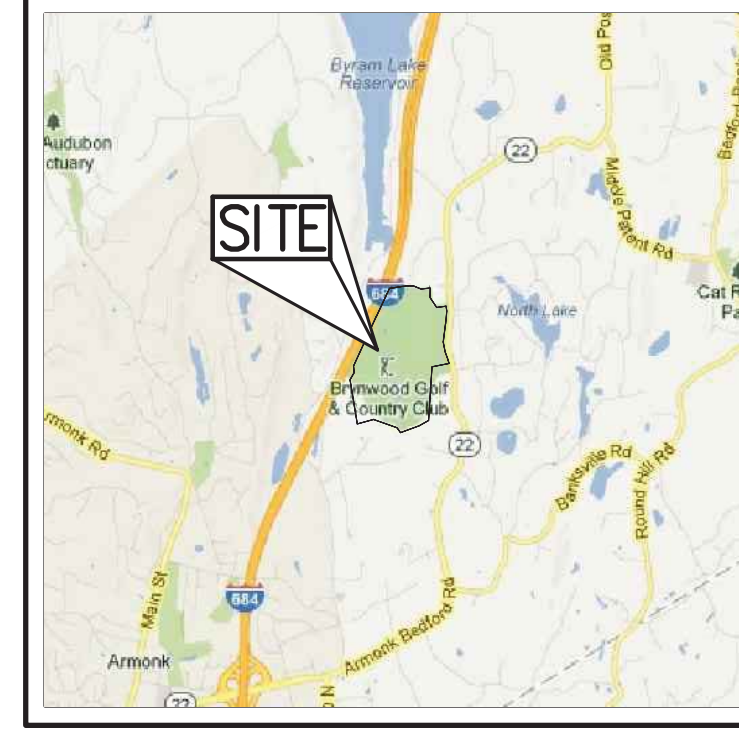 Old Pos
Byram Lake
Reservoir
Audubon
ctuary
22
Middle Patent Rd
SITE
684
Cat R
Pa
North Lake
Brynwood Golf
& Country Club
rmonk Rd
22
Banksville Rd
Round Hill Rd
684
Main St
Armonk Bedford Rd
Armonk
22